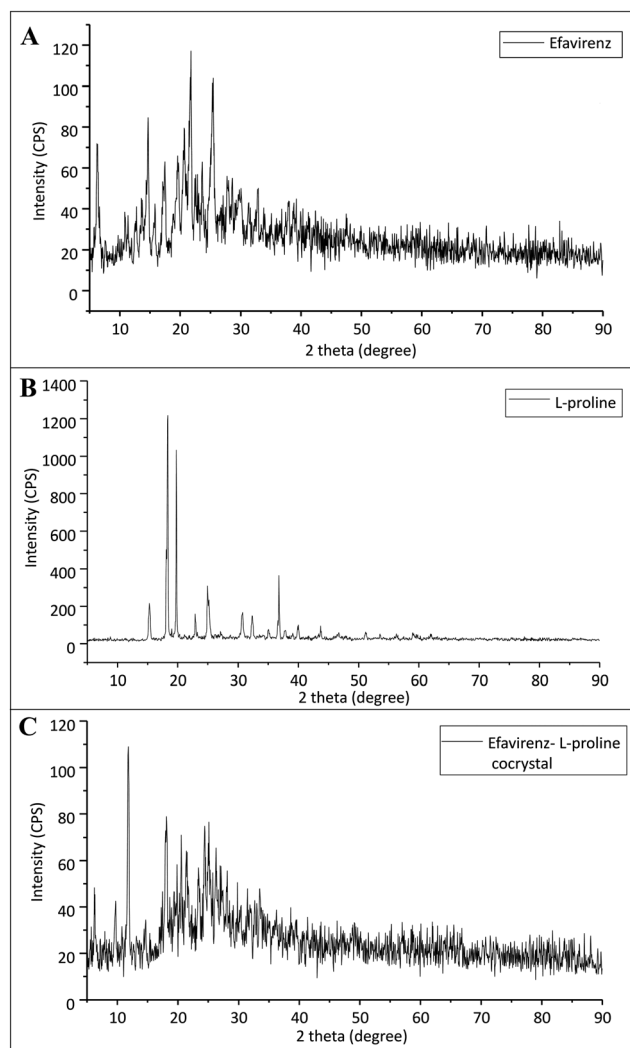 A
Efavirenz
120
100
80
60
40
20
0
Intensity (CPS)
10 20 30 40 50 60 70 80 90
2 theta (degree)
B
L-proline
1400
1200
1000
800
600
400
200
0
Intensity (CPS)
10 20 30 40 50 60 70 80 90
2 theta (degree)
C
Efavirenz- L-proline
cocrystal
120
100
80
60
40
20
0
Intensity (CPS)
10 20 30 40 50 60 70 80 90
2 theta (degree)